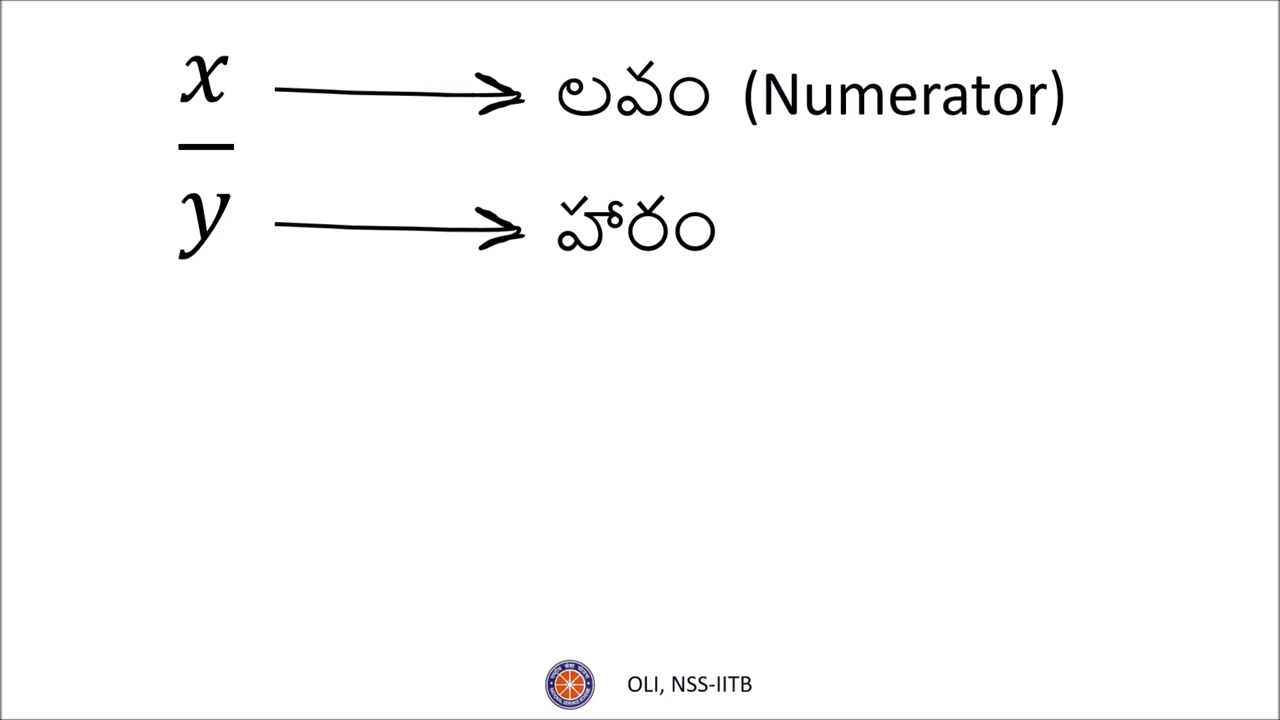 x → లవం (Numerator)
y → హారం
OLI, NSS-IITB